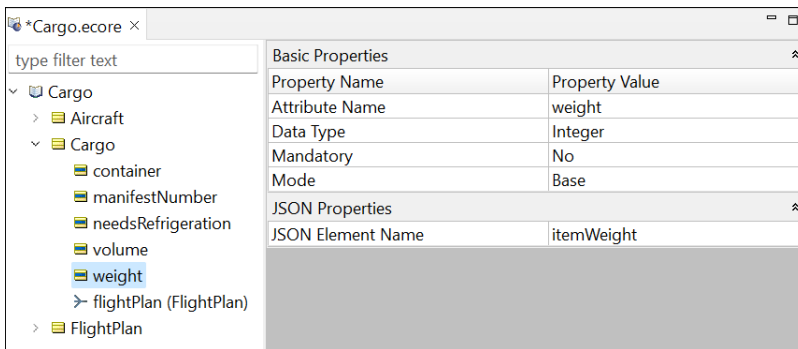 *Cargo.ecore
type filter text
Cargo
Aircraft
Cargo
container
manifestNumber
needsRefrigeration
volume
weight
flightPlan (FlightPlan)
FlightPlan
Basic Properties
Property Name Property Value
Attribute Name weight
Data Type Integer
Mandatory No
Mode Base
JSON Properties
JSON Element Name itemWeight